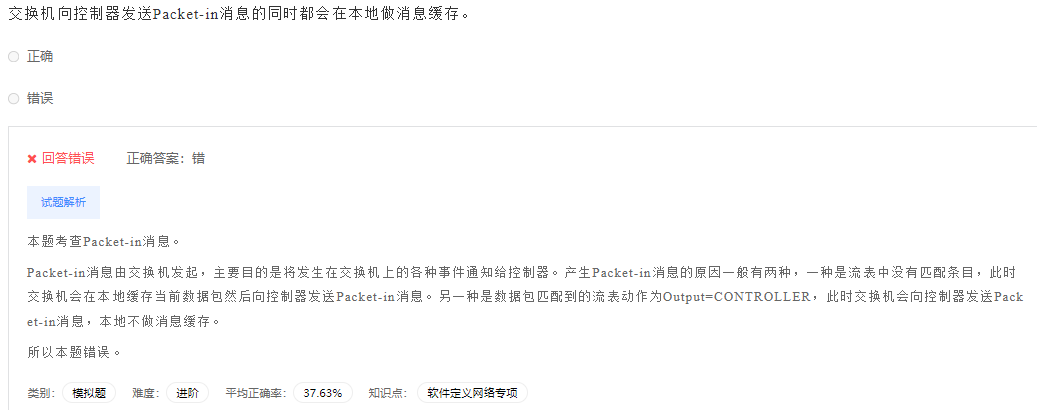 交换机向控制器发送Packet-in消息的同时都会在本地做消息缓存。
正确
错误
✖ 回答错误 正确答案：错
试题解析
本题考查Packet-in消息。
Packet-in消息由交换机发起，主要目的是将发生在交换机上的各种事件通知给控制器。产生Packet-in消息的原因一般有两种，一种是流表中没有匹配条目，此时
交换机会在本地缓存当前数据包然后向控制器发送Packet-in消息。另一种是数据包匹配到的流表动作为Output=CONTROLLER，此时交换机会向控制器发送Pack
et-in消息，本地不做消息缓存。
所以本题错误。
类别： 模拟题 难度： 进阶 平均正确率： 37.63% 知识点： 软件定义网络专项